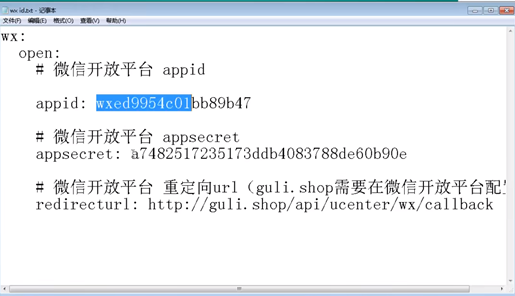 wx id.txt - 记事本
文件(F) 编辑(E) 格式(O) 查看(V) 帮助(H)
wx:
open:
# 微信开放平台 appid
appid: wxed9954c01bb89b47
# 微信开放平台 appsecret
appsecret: a7482517235173ddb4083788de60b90e
# 微信开放平台 重定向url（guli.shop需要在微信开放平台配
redirecturl: http://guli.shop/api/ucenter/wx/callback